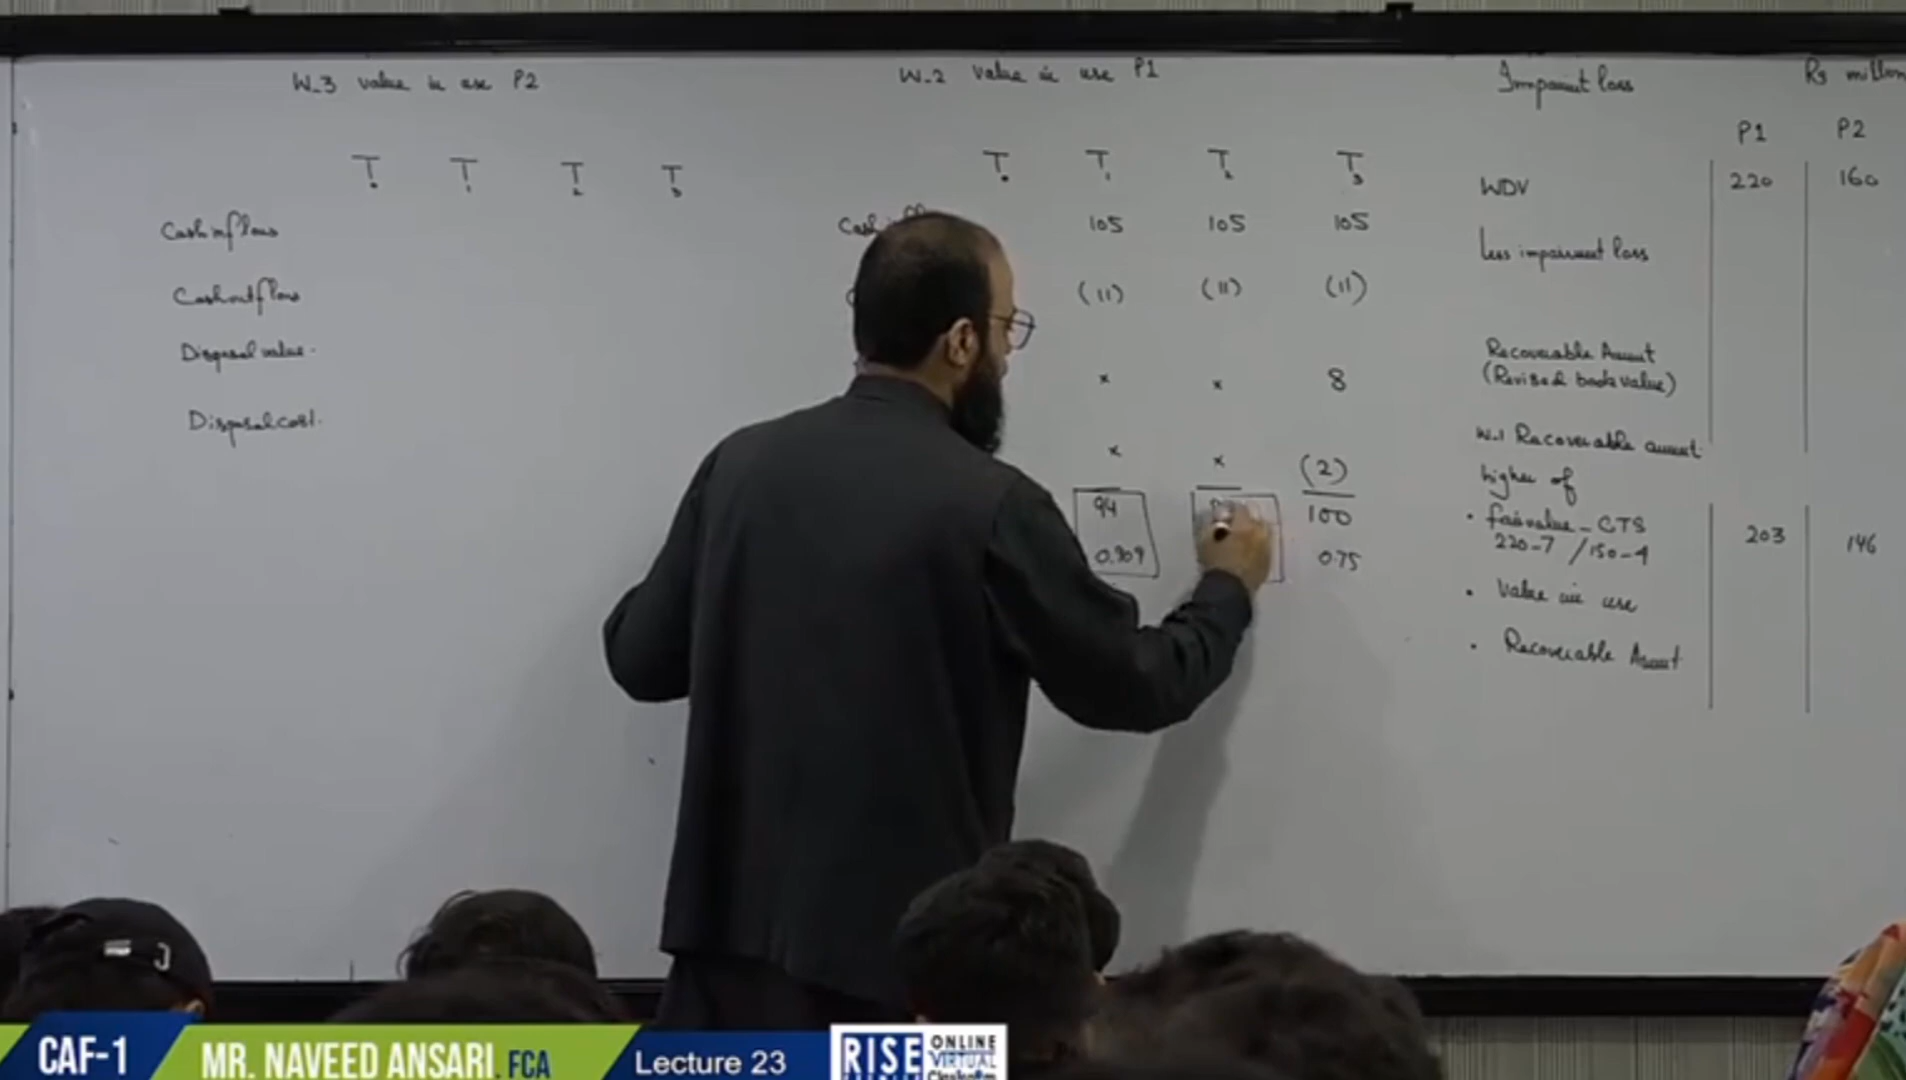 W-3 value in use P2
T0 T1 T2 T3
Cash inflows
Cash outflows
Disposal value
Disposal cost
W-2 value in use P1
T0 T1 T2 T3
105 105 105
(11) (11) (11)
x x 8
x x (2)
94 100
0.909 0.75
Impairment loss Rs million
P1 P2
WDV 220 160
Less impairment loss
Recoverable Amount
(Revised book value)
W-1 Recoverable amount
higher of
• fair value - CTS 203 146
220-7 / 150-4
• Value in use
• Recoverable Amount
CAF-1
MR. NAVEED ANSARI. FCA
Lecture 23
RISE
ONLINE
VIRTUAL